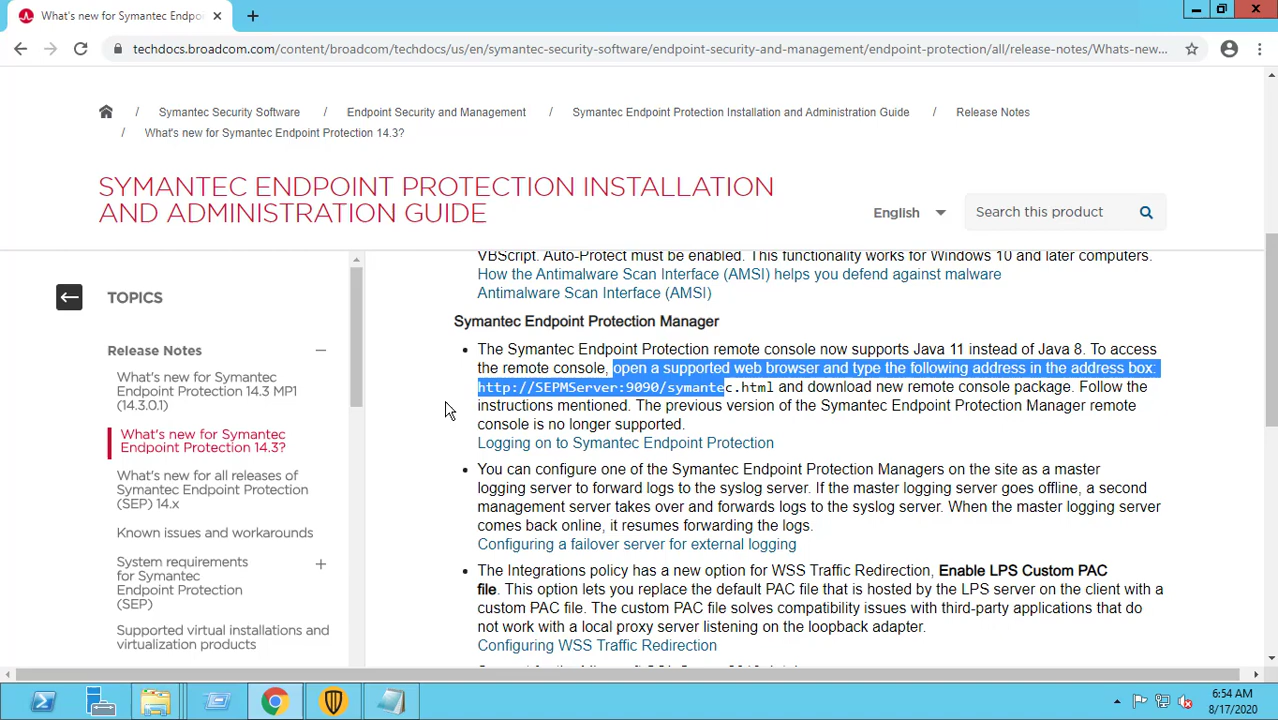 What's new for Symantec Endpo
techdocs.broadcom.com/content/broadcom/techdocs/us/en/symantec-security-software/endpoint-security-and-management/endpoint-protection/all/release-notes/Whats-new...
/ Symantec Security Software / Endpoint Security and Management / Symantec Endpoint Protection Installation and Administration Guide / Release Notes
/ What's new for Symantec Endpoint Protection 14.3?
SYMANTEC ENDPOINT PROTECTION INSTALLATION
AND ADMINISTRATION GUIDE
English
Search this product
TOPICS
Release Notes
What's new for Symantec
Endpoint Protection 14.3 MP1
(14.3.0.1)
What's new for Symantec
Endpoint Protection 14.3?
What's new for all releases of
Symantec Endpoint Protection
(SEP) 14.x
Known issues and workarounds
System requirements
for Symantec
Endpoint Protection
(SEP)
Supported virtual installations and
virtualization products
VBScript. Auto-Protect must be enabled. This functionality works for Windows 10 and later computers.
How the Antimalware Scan Interface (AMSI) helps you defend against malware
Antimalware Scan Interface (AMSI)
Symantec Endpoint Protection Manager
• The Symantec Endpoint Protection remote console now supports Java 11 instead of Java 8. To access
the remote console, open a supported web browser and type the following address in the address box:
http://SEPMServer:9090/symantec.html and download new remote console package. Follow the
instructions mentioned. The previous version of the Symantec Endpoint Protection Manager remote
console is no longer supported.
Logging on to Symantec Endpoint Protection
• You can configure one of the Symantec Endpoint Protection Managers on the site as a master
logging server to forward logs to the syslog server. If the master logging server goes offline, a second
management server takes over and forwards logs to the syslog server. When the master logging server
comes back online, it resumes forwarding the logs.
Configuring a failover server for external logging
• The Integrations policy has a new option for WSS Traffic Redirection, Enable LPS Custom PAC
file. This option lets you replace the default PAC file that is hosted by the LPS server on the client with a
custom PAC file. The custom PAC file solves compatibility issues with third-party applications that do
not work with a local proxy server listening on the loopback adapter.
Configuring WSS Traffic Redirection
6:54 AM
8/17/2020